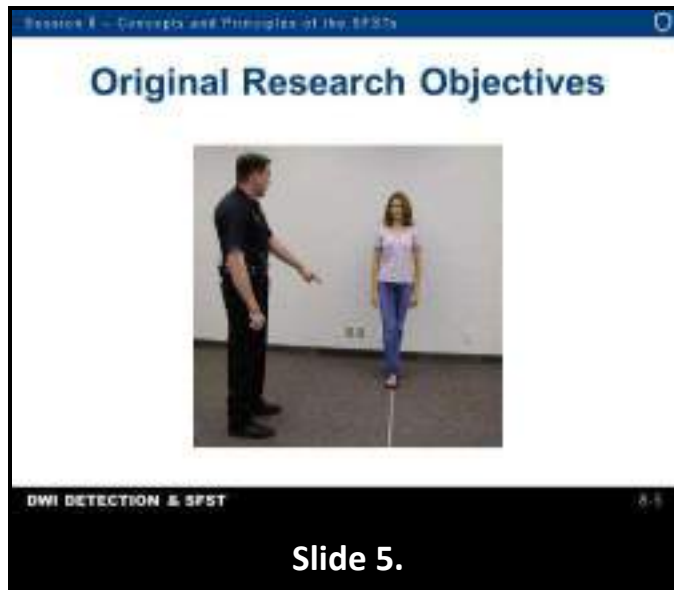 Session 8 – Concepts and Principles of the SFSTs
Original Research Objectives
DWI DETECTION & SFST
8-5
Slide 5.